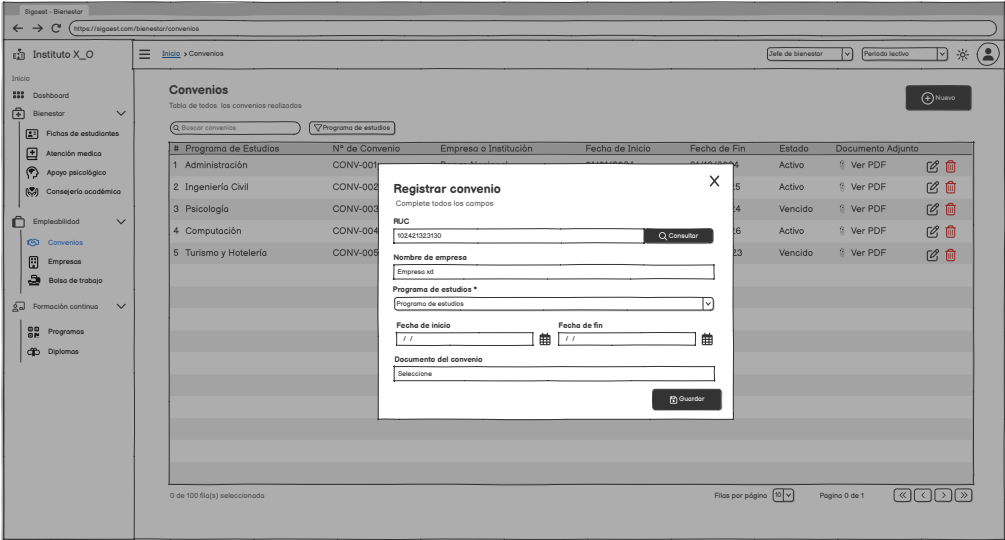 Sigoest - Bienestar
https://sigoest.com/bienestar/convenios
Instituto X_O
Inicio > Convenios
Jefe de bienestar
Periodo lectivo
Inicio
Dashboard
Bienestar
Fichas de estudiantes
Atención medica
Apoyo psicológico
Consejería académica
Empleabilidad
Convenios
Empresas
Bolsa de trabajo
Formación continua
Programas
Diplomas
Convenios
Tabla de todos los convenios realizados
Nuevo
Buscar convenios
Programa de estudios
# Programa de Estudios N° de Convenio Empresa o Institución Fecha de Inicio Fecha de Fin Estado Documento Adjunto
1 Administración CONV-001 Activo Ver PDF
2 Ingeniería Civil CONV-002 Activo Ver PDF
3 Psicología CONV-003 Vencido Ver PDF
4 Computación CONV-004 Activo Ver PDF
5 Turismo y Hotelería CONV-005 Vencido Ver PDF
Registrar convenio
X
Complete todos los campos
RUC
102421323130
Consultar
Nombre de empresa
Empresa xd
Programa de estudios *
Programa de estudios
Fecha de inicio Fecha de fin
/ / / /
Documento del convenio
Seleccione
Guardar
0 de 100 fila(s) seleccionada
Filas por página 10
Pagina 0 de 1